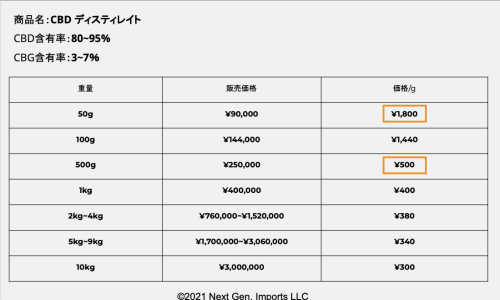 商品名：CBD ディスティレイト
CBD含有率：80~95%
CBG含有率：3~7%
重量 販売価格 価格/g
50g ¥90,000 ¥1,800
100g ¥144,000 ¥1,440
500g ¥250,000 ¥500
1kg ¥400,000 ¥400
2kg~4kg ¥760,000~¥1,520,000 ¥380
5kg~9kg ¥1,700,000~¥3,060,000 ¥340
10kg ¥3,000,000 ¥300
©2021 Next Gen. Imports LLC